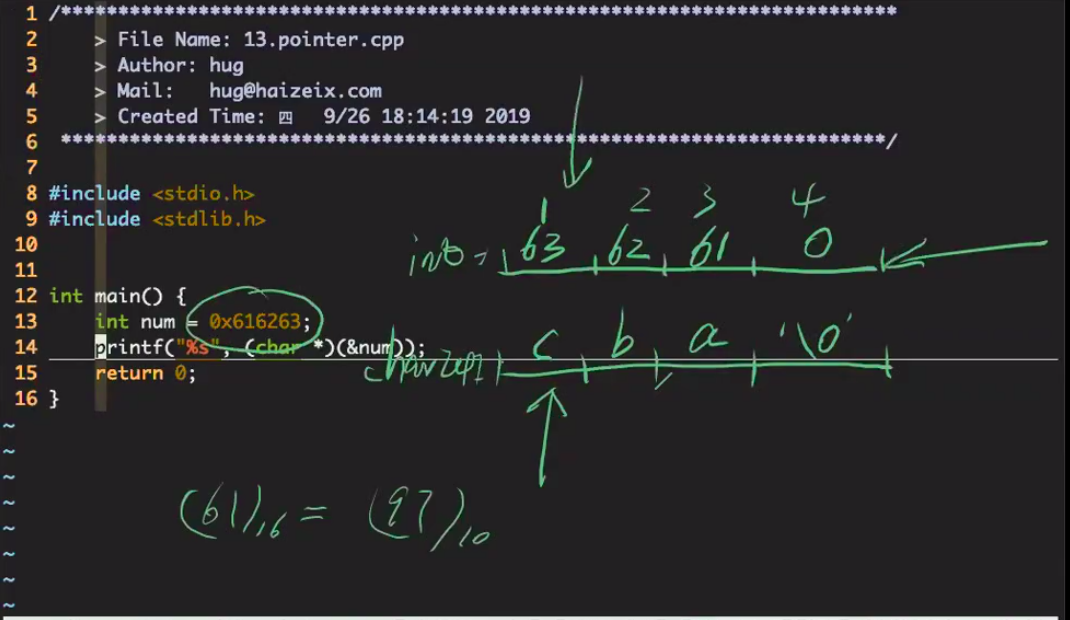 1 /*************************************************************************
2 > File Name: 13.pointer.cpp
3 > Author: hug
4 > Mail: hug@haizeix.com
5 > Created Time: 四 9/26 18:14:19 2019
6 ************************************************************************/
7
8 #include <stdio.h>
9 #include <stdlib.h>
10
11
12 int main() {
13 int num = 0x616263;
14 printf("%s", (char *)(&num));
15 return 0;
16 }
~
~
~
~
~
~
~
~
1 2 3 4
63 62 61 0
c b a '\0'
(61)16 = (97)10